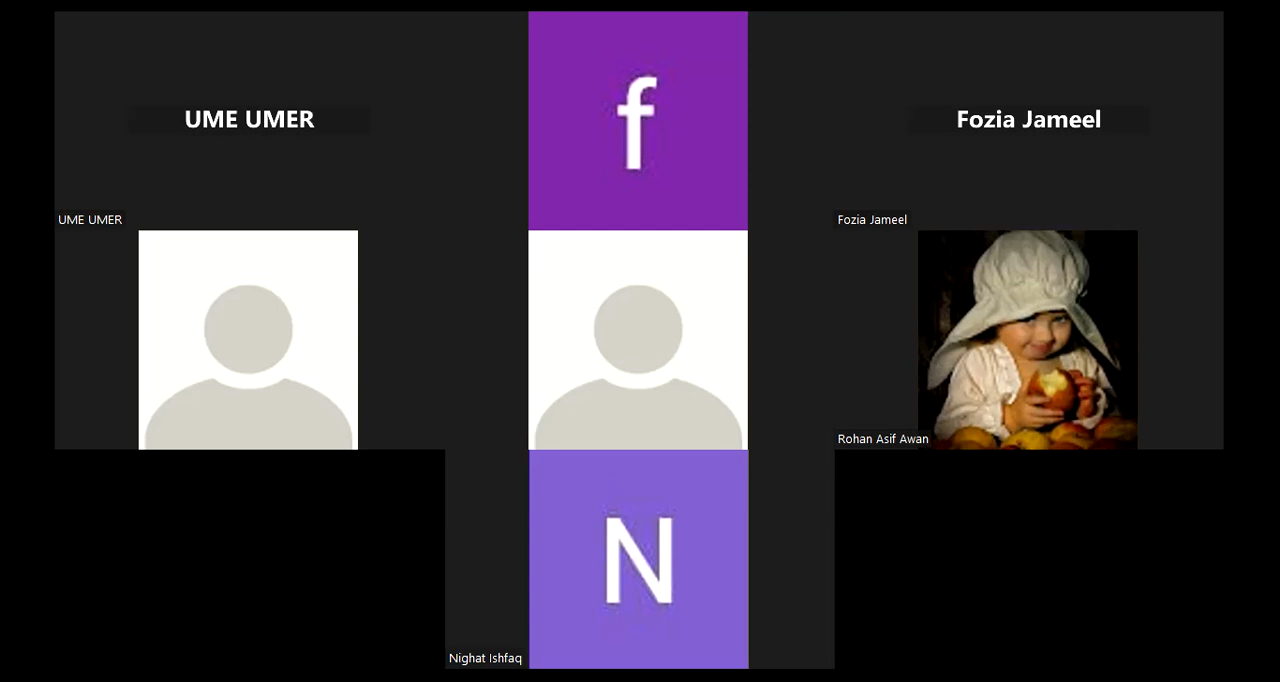 UME UMER
f
Fozia Jameel
UME UMER
Fozia Jameel
Rohan Asif Awan
N
Nighat Ishfaq